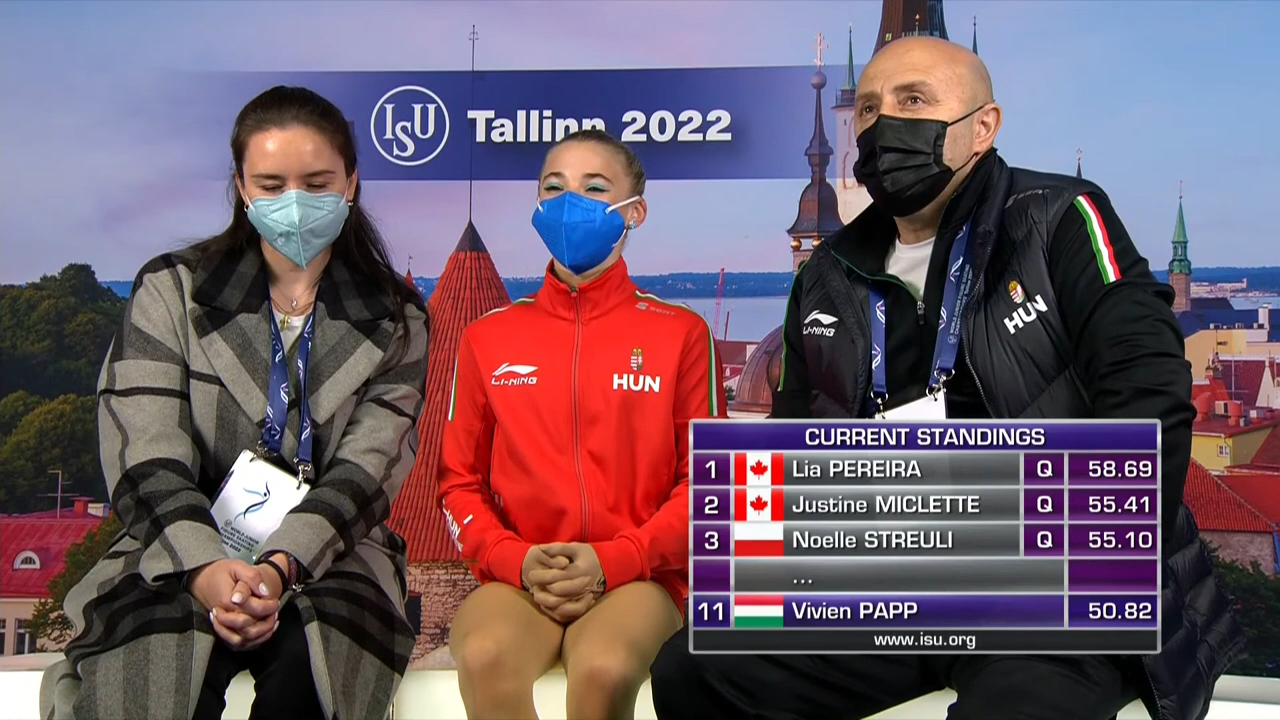 ISU Tallinn 2022
LI-NING
HUN
LI-NING
HUN
CURRENT STANDINGS
1 Lia PEREIRA Q 58.69
2 Justine MICLETTE Q 55.41
3 Noelle STREULI Q 55.10
...
11 Vivien PAPP 50.82
www.isu.org